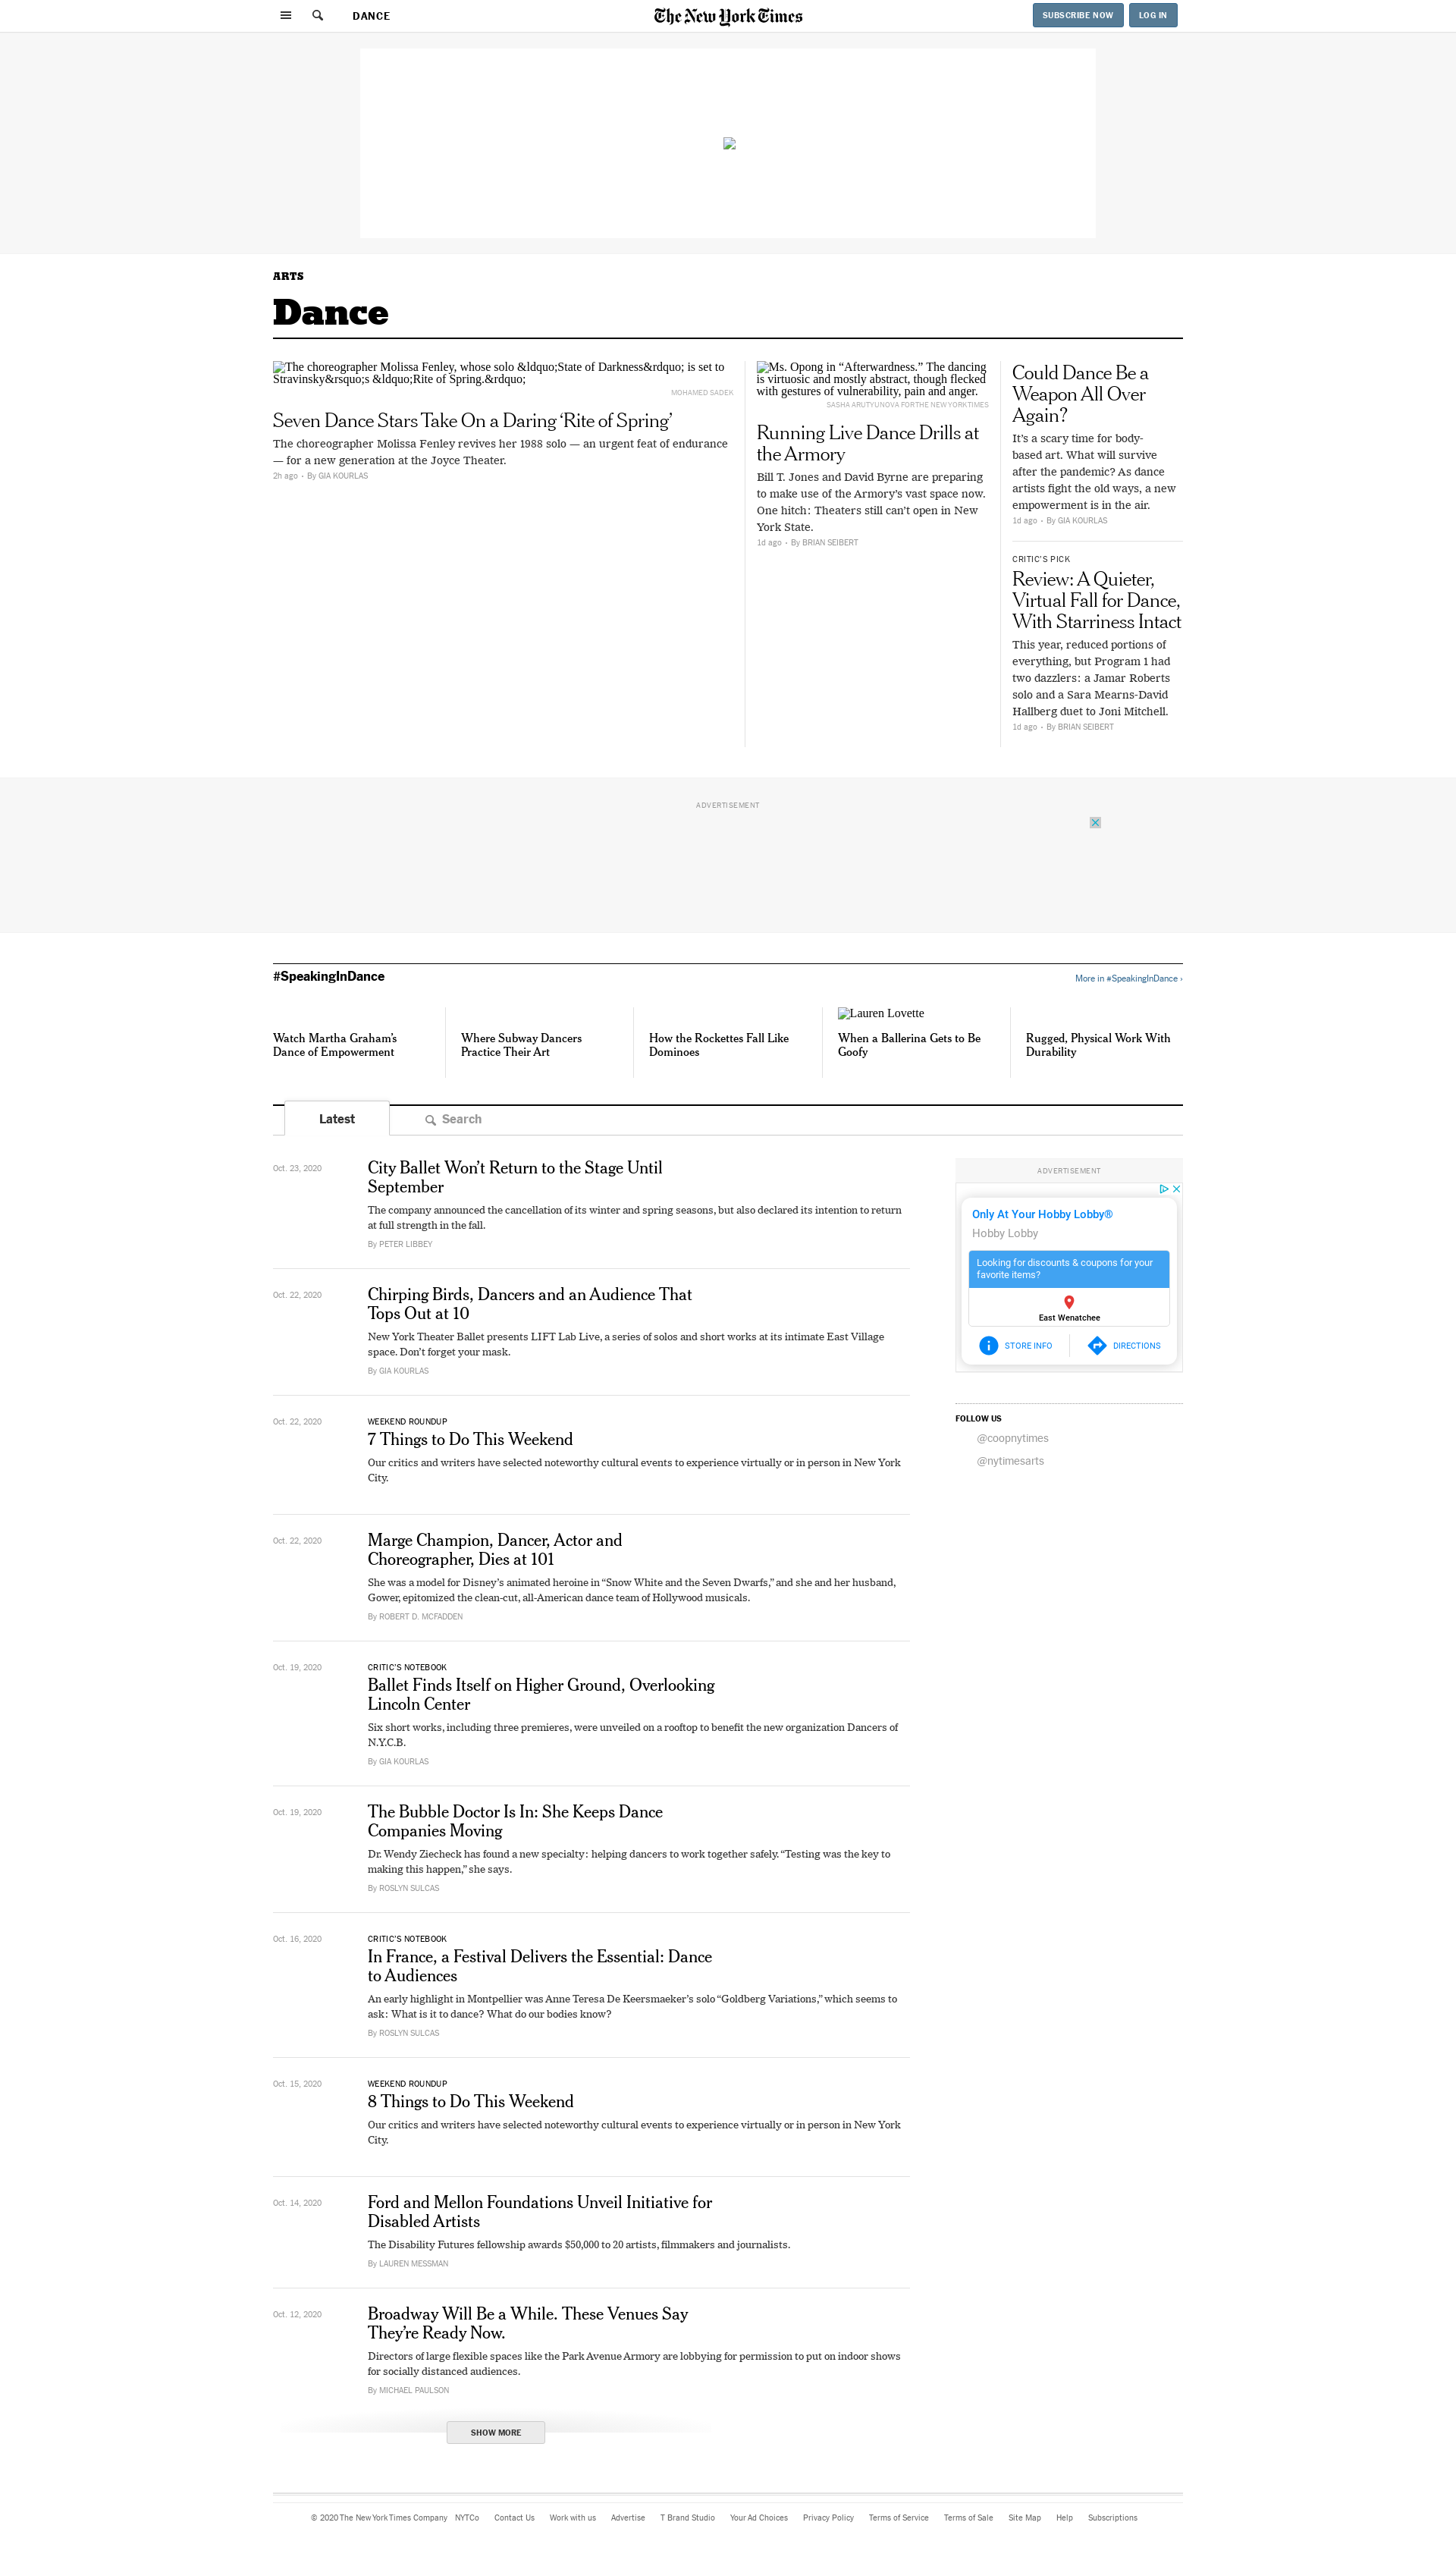 DANCE
The New York Times
SUBSCRIBE NOW
LOG IN
ARTS
Dance
The choreographer Molissa Fenley, whose solo &ldquo;State of Darkness&rdquo; is set to
Stravinsky&rsquo;s &ldquo;Rite of Spring.&rdquo;
MOHAMED SADEK
Seven Dance Stars Take On a Daring ‘Rite of Spring’
The choreographer Molissa Fenley revives her 1988 solo — an urgent feat of endurance
— for a new generation at the Joyce Theater.
2h ago · By GIA KOURLAS
Ms. Opong in “Afterwardness.” The dancing
is virtuosic and mostly abstract, though flecked
with gestures of vulnerability, pain and anger.
SASHA ARUTYUNOVA FOR THE NEW YORK TIMES
Running Live Dance Drills at
the Armory
Bill T. Jones and David Byrne are preparing
to make use of the Armory’s vast space now.
One hitch: Theaters still can’t open in New
York State.
1d ago · By BRIAN SEIBERT
Could Dance Be a
Weapon All Over
Again?
It’s a scary time for body-
based art. What will survive
after the pandemic? As dance
artists fight the old ways, a new
empowerment is in the air.
1d ago · By GIA KOURLAS
CRITIC’S PICK
Review: A Quieter,
Virtual Fall for Dance,
With Starriness Intact
This year, reduced portions of
everything, but Program 1 had
two dazzlers: a Jamar Roberts
solo and a Sara Mearns-David
Hallberg duet to Joni Mitchell.
1d ago · By BRIAN SEIBERT
ADVERTISEMENT
#SpeakingInDance
More in #SpeakingInDance ›
Watch Martha Graham’s
Dance of Empowerment
Where Subway Dancers
Practice Their Art
How the Rockettes Fall Like
Dominoes
Lauren Lovette
When a Ballerina Gets to Be
Goofy
Rugged, Physical Work With
Durability
Latest
Search
Oct. 23, 2020
City Ballet Won’t Return to the Stage Until
September
The company announced the cancellation of its winter and spring seasons, but also declared its intention to return
at full strength in the fall.
By PETER LIBBEY
Oct. 22, 2020
Chirping Birds, Dancers and an Audience That
Tops Out at 10
New York Theater Ballet presents LIFT Lab Live, a series of solos and short works at its intimate East Village
space. Don’t forget your mask.
By GIA KOURLAS
Oct. 22, 2020
WEEKEND ROUNDUP
7 Things to Do This Weekend
Our critics and writers have selected noteworthy cultural events to experience virtually or in person in New York
City.
Oct. 22, 2020
Marge Champion, Dancer, Actor and
Choreographer, Dies at 101
She was a model for Disney’s animated heroine in “Snow White and the Seven Dwarfs,” and she and her husband,
Gower, epitomized the clean-cut, all-American dance team of Hollywood musicals.
By ROBERT D. MCFADDEN
Oct. 19, 2020
CRITIC’S NOTEBOOK
Ballet Finds Itself on Higher Ground, Overlooking
Lincoln Center
Six short works, including three premieres, were unveiled on a rooftop to benefit the new organization Dancers of
N.Y.C.B.
By GIA KOURLAS
Oct. 19, 2020
The Bubble Doctor Is In: She Keeps Dance
Companies Moving
Dr. Wendy Ziecheck has found a new specialty: helping dancers to work together safely. “Testing was the key to
making this happen,” she says.
By ROSLYN SULCAS
Oct. 16, 2020
CRITIC’S NOTEBOOK
In France, a Festival Delivers the Essential: Dance
to Audiences
An early highlight in Montpellier was Anne Teresa De Keersmaeker’s solo “Goldberg Variations,” which seems to
ask: What is it to dance? What do our bodies know?
By ROSLYN SULCAS
Oct. 15, 2020
WEEKEND ROUNDUP
8 Things to Do This Weekend
Our critics and writers have selected noteworthy cultural events to experience virtually or in person in New York
City.
Oct. 14, 2020
Ford and Mellon Foundations Unveil Initiative for
Disabled Artists
The Disability Futures fellowship awards $50,000 to 20 artists, filmmakers and journalists.
By LAUREN MESSMAN
Oct. 12, 2020
Broadway Will Be a While. These Venues Say
They’re Ready Now.
Directors of large flexible spaces like the Park Avenue Armory are lobbying for permission to put on indoor shows
for socially distanced audiences.
By MICHAEL PAULSON
SHOW MORE
ADVERTISEMENT
Only At Your Hobby Lobby®
Hobby Lobby
Looking for discounts & coupons for your
favorite items?
East Wenatchee
STORE INFO
DIRECTIONS
FOLLOW US
@coopnytimes
@nytimesarts
© 2020 The New York Times Company NYTCo Contact Us Work with us Advertise T Brand Studio Your Ad Choices Privacy Policy Terms of Service Terms of Sale Site Map Help Subscriptions